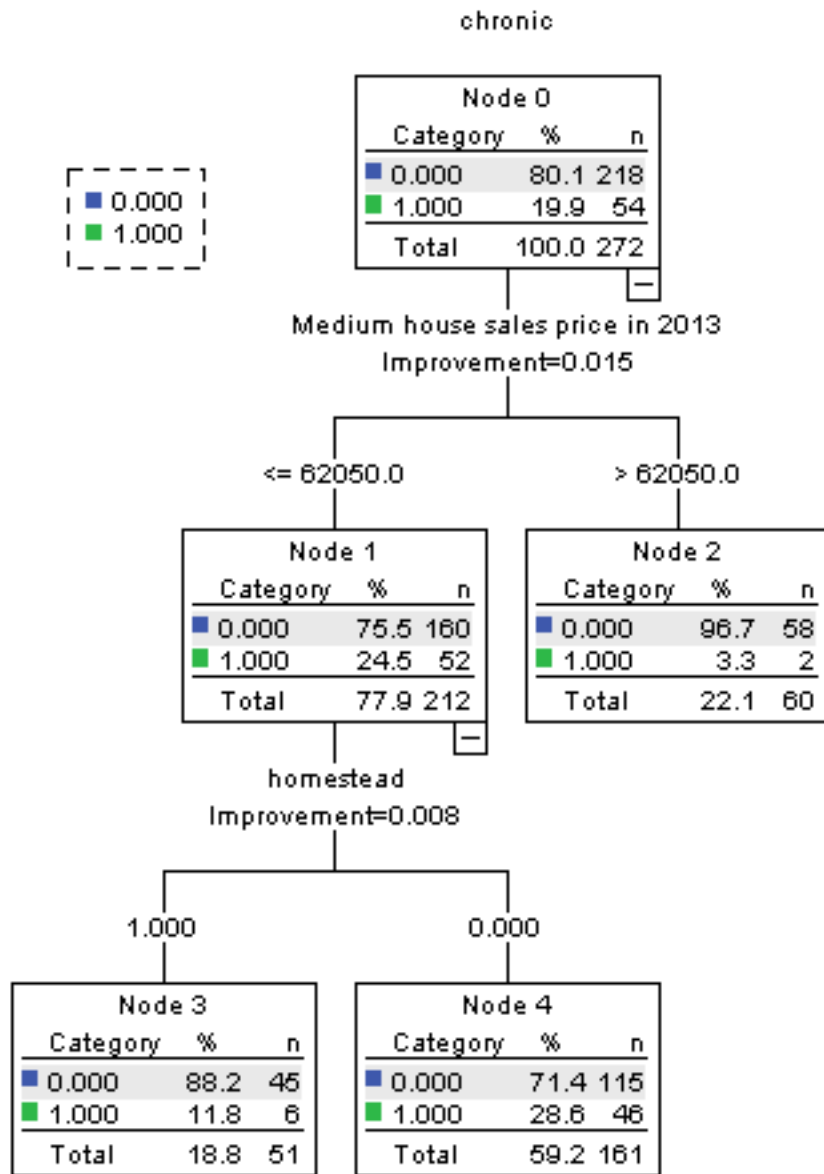 chronic
0.000
1.000
Node 0
Category % n
0.000 80.1 218
1.000 19.9 54
Total 100.0 272
Medium house sales price in 2013
Improvement=0.015
<= 62050.0
> 62050.0
Node 1
Category % n
0.000 75.5 160
1.000 24.5 52
Total 77.9 212
Node 2
Category % n
0.000 96.7 58
1.000 3.3 2
Total 22.1 60
homestead
Improvement=0.008
1.000
0.000
Node 3
Category % n
0.000 88.2 45
1.000 11.8 6
Total 18.8 51
Node 4
Category % n
0.000 71.4 115
1.000 28.6 46
Total 59.2 161